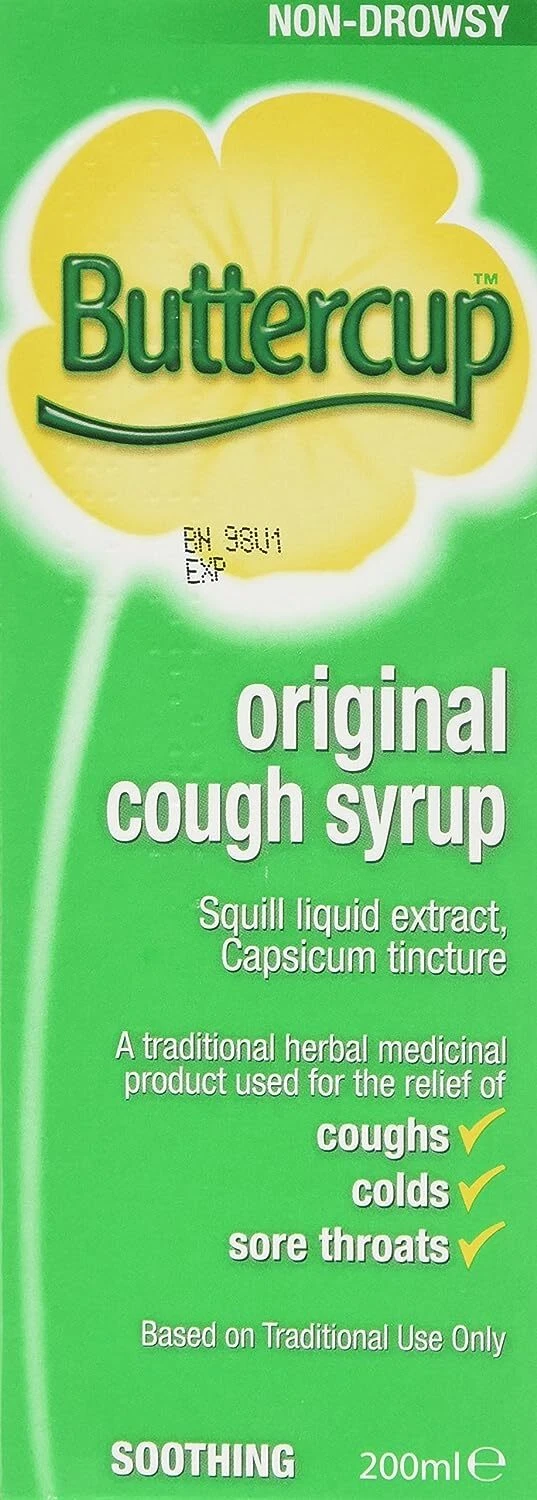 NON-DROWSY
Buttercup™
BN 98U1
EXP
original
cough syrup
Squill liquid extract,
Capsicum tincture
A traditional herbal medicinal
product used for the relief of
coughs ✓
colds ✓
sore throats ✓
Based on Traditional Use Only
SOOTHING 200ml ℮